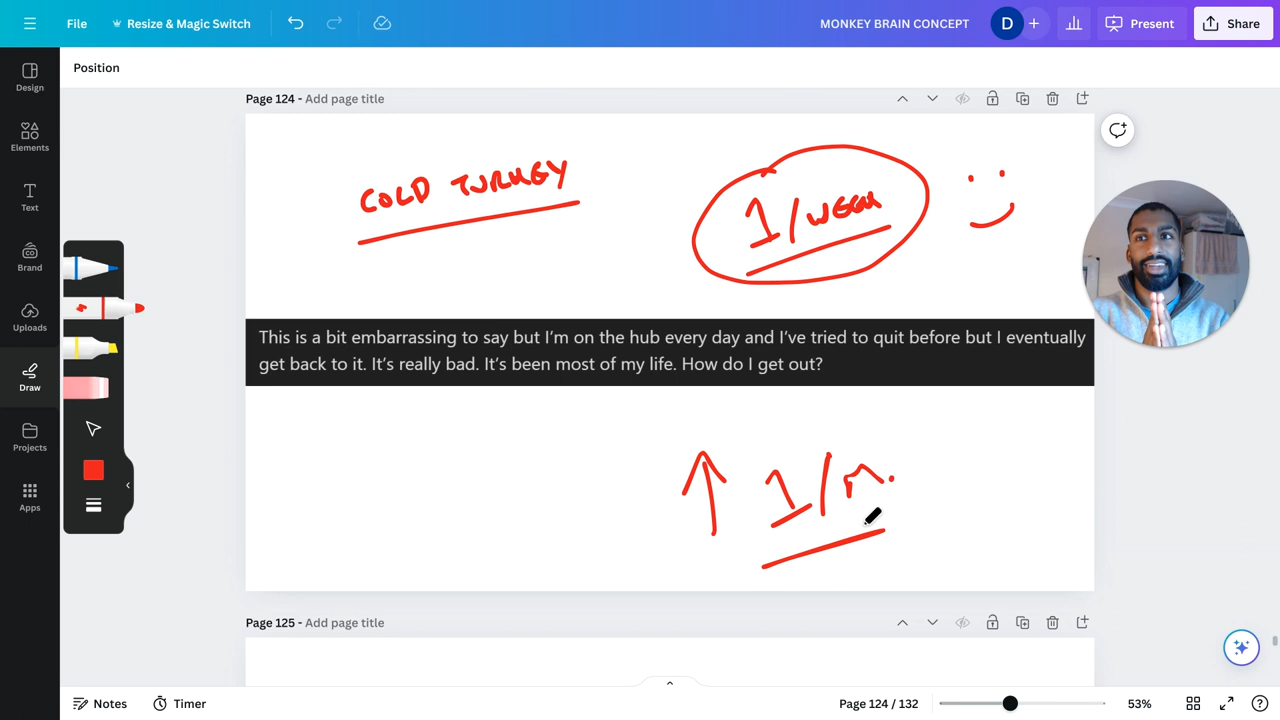 File
Resize & Magic Switch
MONKEY BRAIN CONCEPT
D
+
Present
Share
Position
Design
Elements
Text
Brand
Uploads
Draw
Projects
Apps
Page 124 - Add page title
COLD TURKEY
1/WEEK
This is a bit embarrassing to say but I'm on the hub every day and I've tried to quit before but I eventually
get back to it. It's really bad. It's been most of my life. How do I get out?
1/m.
Page 125 - Add page title
Notes
Timer
Page 124 / 132
53%